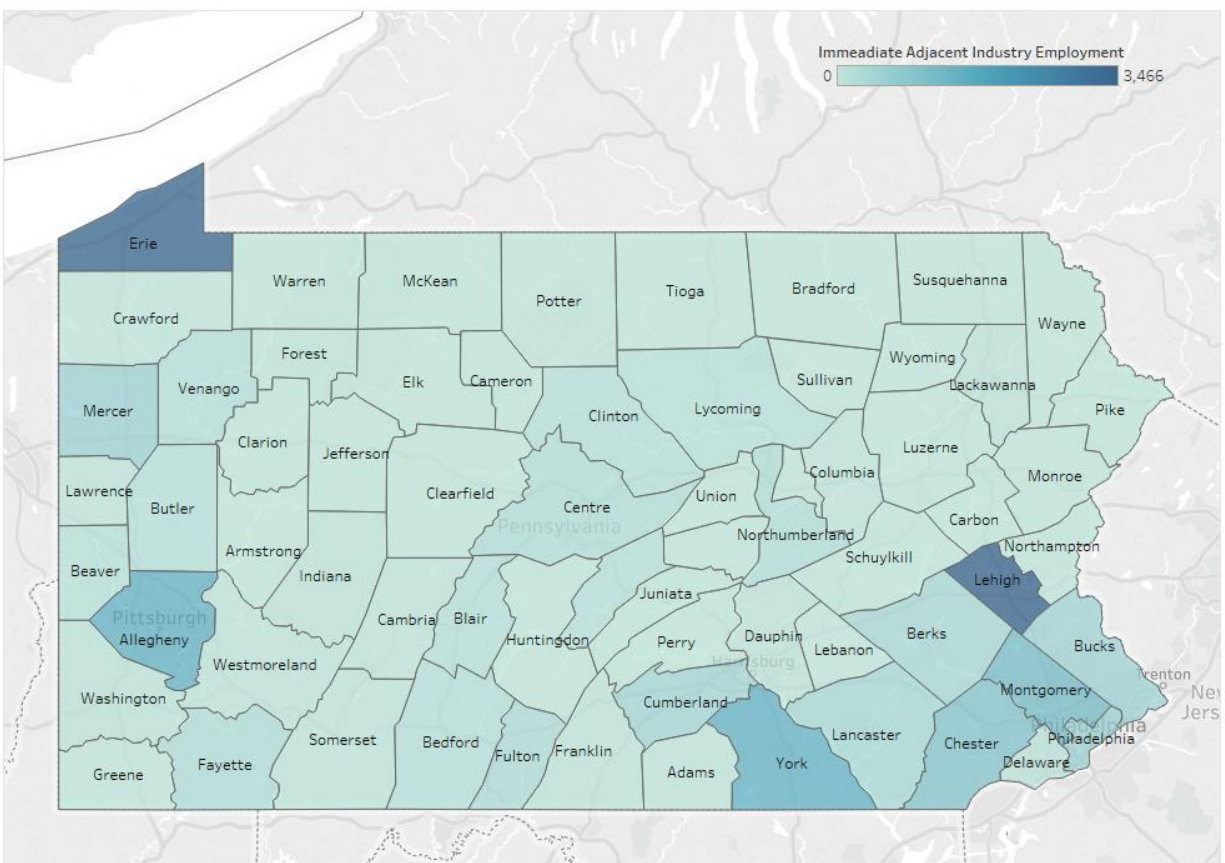 Immeadiate Adjacent Industry Employment
0 3,466
Erie
Warren
McKean
Potter
Tioga
Bradford
Susquehanna
Crawford
Wayne
Forest
Wyoming
Elk
Cameron
Sullivan
Lackawanna
Venango
Mercer
Clinton
Lycoming
Pike
Clarion
Jefferson
Luzerne
Columbia
Monroe
Lawrence
Clearfield
Union
Butler
Centre
Pennsylvania
Carbon
Northumberland
Northampton
Armstrong
Schuylkill
Beaver
Indiana
Lehigh
Juniata
Pittsburgh
Cambria
Blair
Allegheny
Huntingdon
Perry
Dauphin
Berks
Lebanon
Bucks
Westmoreland
Harrisburg
Trenton
Washington
Cumberland
Montgomery
New
Jers
Philadelphia
Philadelphia
Somerset
Bedford
Lancaster
Chester
Fulton
Franklin
Delaware
Fayette
York
Greene
Adams